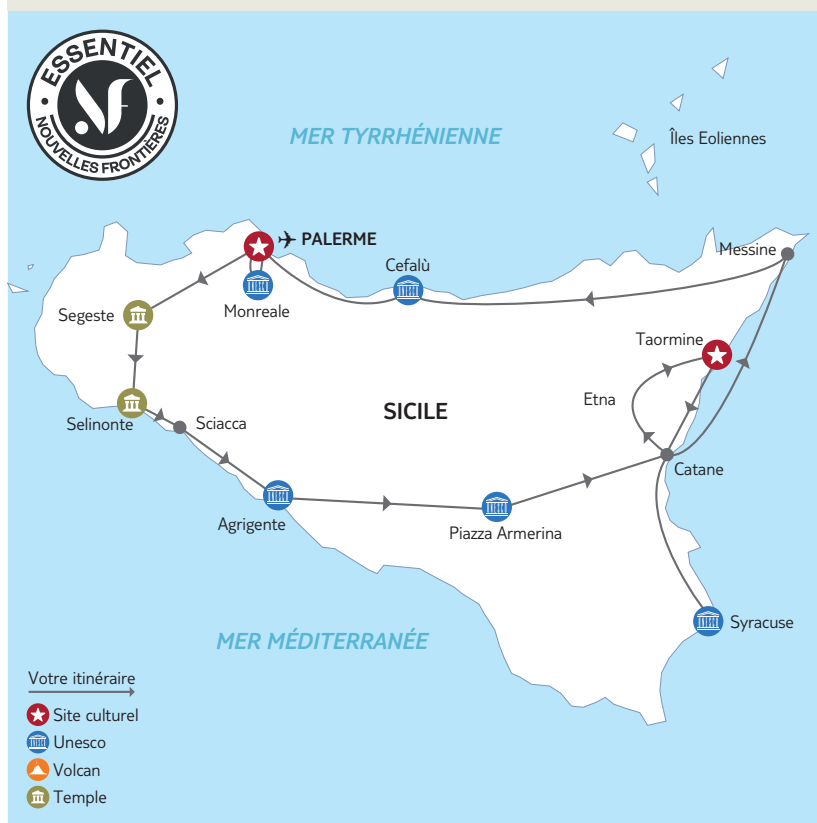 ESSENTIEL
NF
NOUVELLES FRONTIÈRES
MER TYRRHÉNIENNE
Îles Eoliennes
PALERME
Messine
Cefalù
Monreale
Segeste
Taormine
Etna
SICILE
Selinonte
Sciacca
Catane
Agrigente
Piazza Armerina
Syracuse
MER MÉDITERRANÉE
Votre itinéraire
Site culturel
Unesco
Volcan
Temple